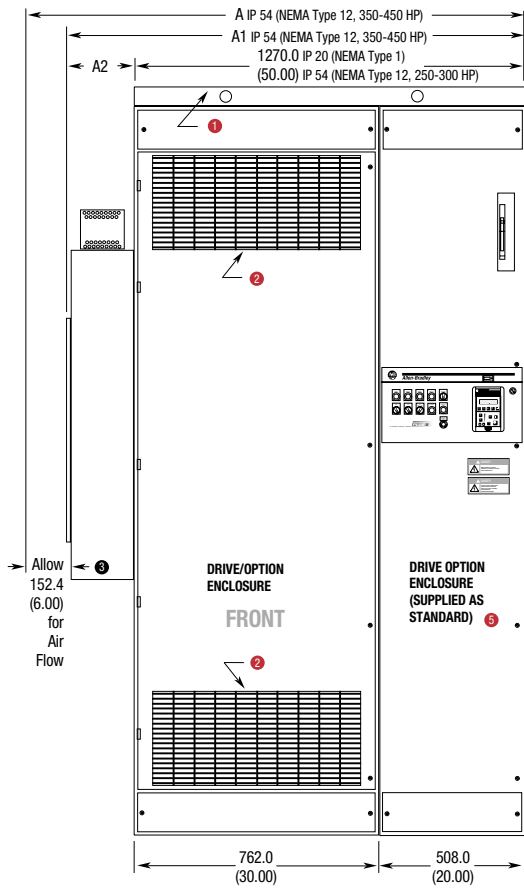 A IP 54 (NEMA Type 12, 350-450 HP)
A1 IP 54 (NEMA Type 12, 350-450 HP)
A2
1270.0 IP 20 (NEMA Type 1)
(50.00) IP 54 (NEMA Type 12, 250-300 HP)
1
2
Allen-Bradley
Allow
152.4
(6.00)
for
Air
Flow
3
DRIVE/OPTION
ENCLOSURE
FRONT
DRIVE OPTION
ENCLOSURE
(SUPPLIED AS
STANDARD) 5
2
762.0
(30.00)
508.0
(20.00)